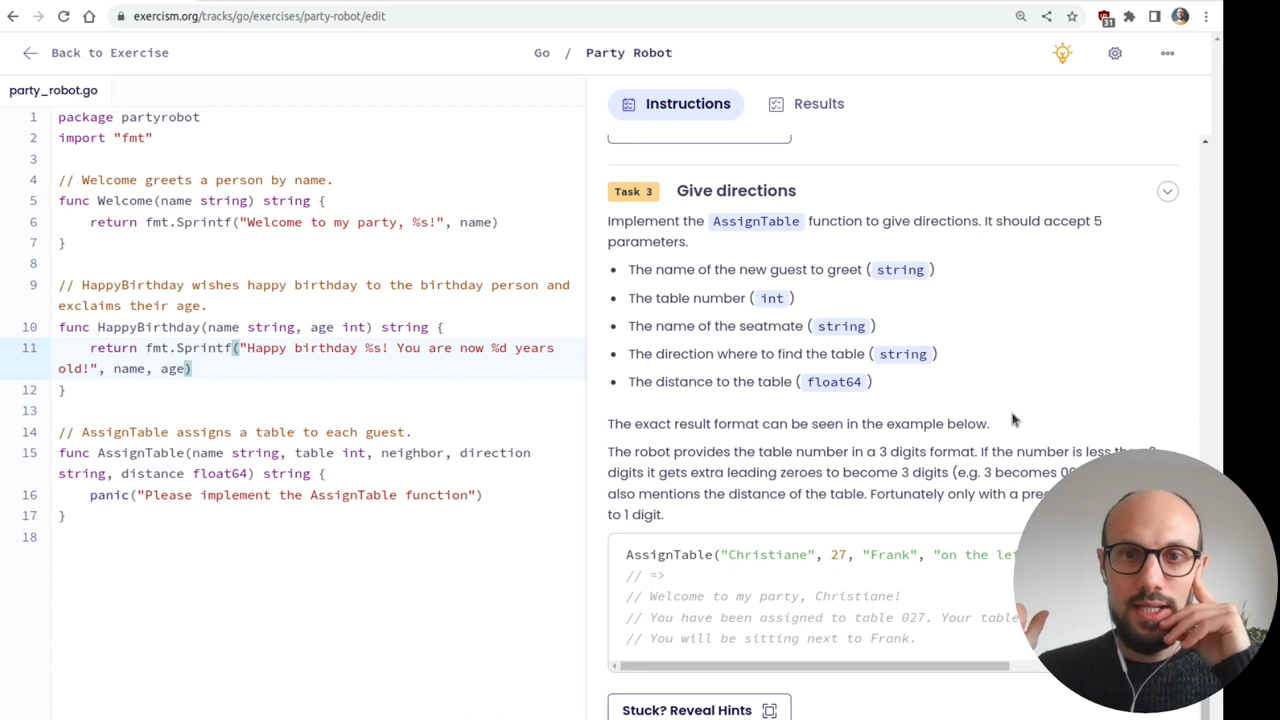 exercism.org/tracks/go/exercises/party-robot/edit
31
Back to Exercise
Go / Party Robot
party_robot.go
1 package partyrobot
2 import "fmt"
3
4 // Welcome greets a person by name.
5 func Welcome(name string) string {
6 return fmt.Sprintf("Welcome to my party, %s!", name)
7 }
8
9 // HappyBirthday wishes happy birthday to the birthday person and
exclaims their age.
10 func HappyBirthday(name string, age int) string {
11 return fmt.Sprintf("Happy birthday %s! You are now %d years
old!", name, age)
12 }
13
14 // AssignTable assigns a table to each guest.
15 func AssignTable(name string, table int, neighbor, direction
string, distance float64) string {
16 panic("Please implement the AssignTable function")
17 }
18
Instructions
Results
Task 3 Give directions
Implement the AssignTable function to give directions. It should accept 5
parameters.
• The name of the new guest to greet ( string )
• The table number ( int )
• The name of the seatmate ( string )
• The direction where to find the table ( string )
• The distance to the table ( float64 )
The exact result format can be seen in the example below.
The robot provides the table number in a 3 digits format. If the number is less
digits it gets extra leading zeroes to become 3 digits (e.g. 3 becomes
also mentions the distance of the table. Fortunately only with a
to 1 digit.
AssignTable("Christiane", 27, "Frank", "on the
// =>
// Welcome to my party, Christiane!
// You have been assigned to table 027. Your table
// You will be sitting next to Frank.
Stuck? Reveal Hints